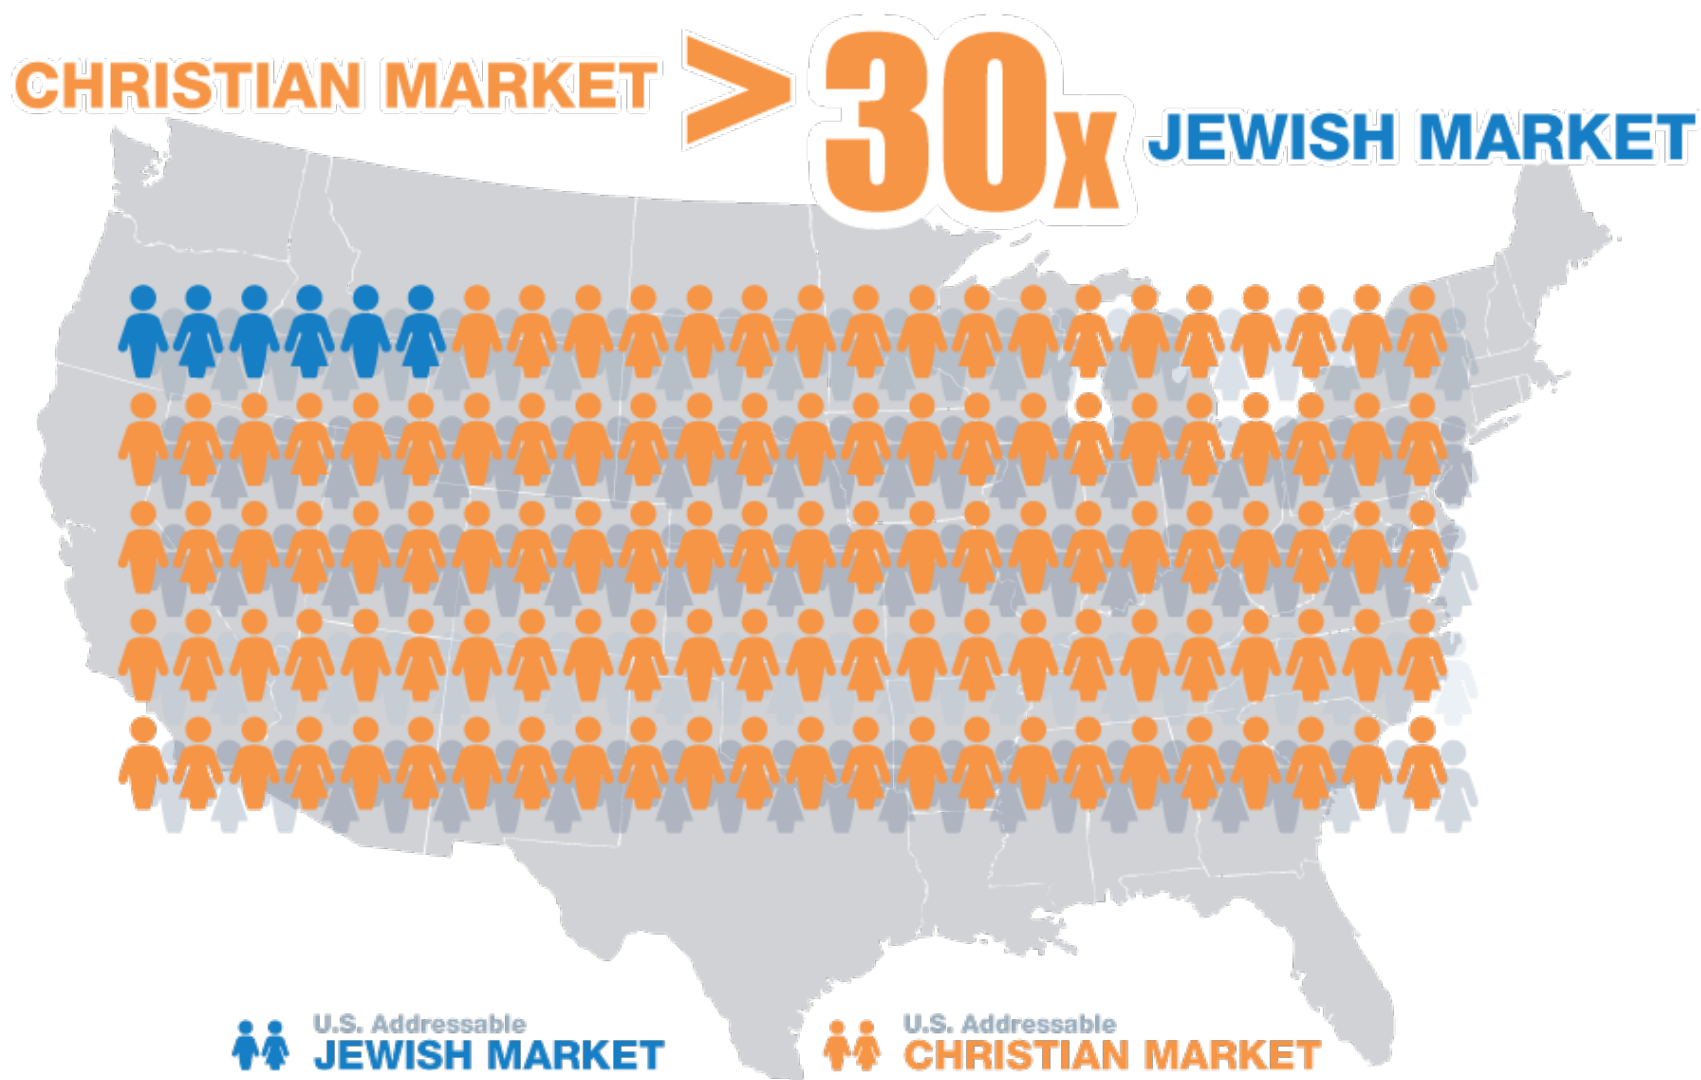 CHRISTIAN MARKET > 30x JEWISH MARKET
U.S. Addressable
JEWISH MARKET
U.S. Addressable
CHRISTIAN MARKET